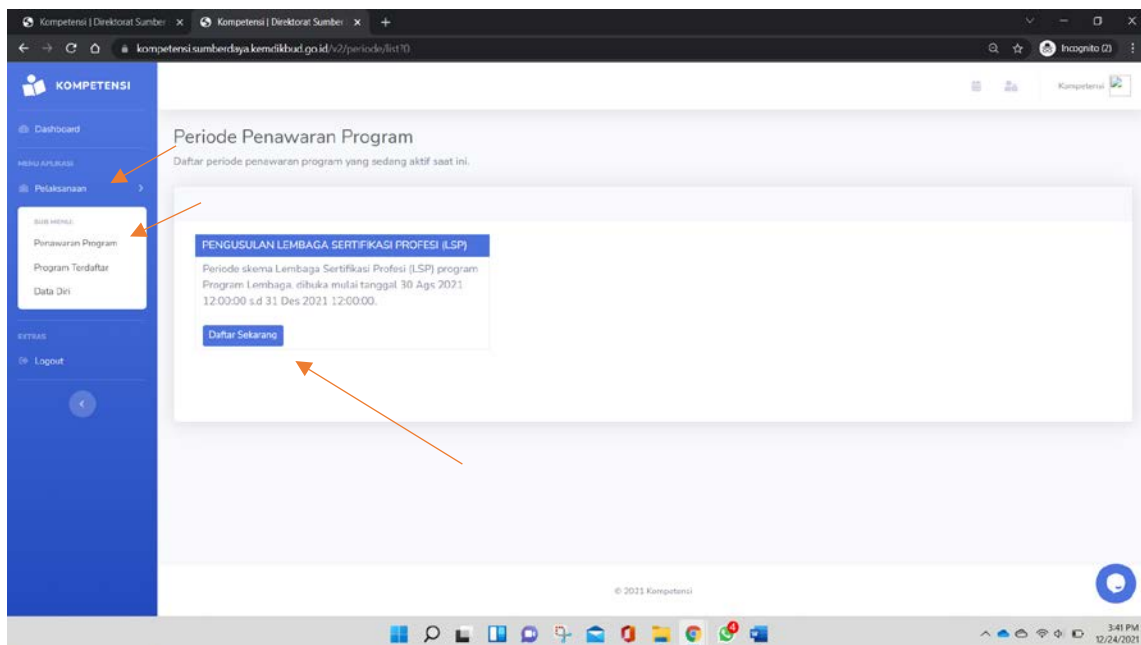 Kompetensi | Direktorat Sumber
Kompetensi | Direktorat Sumber
kompetensi.sumberdaya.kemdikbud.go.id/v2/periode/list?0
Incognito (2)
KOMPETENSI
Kompetensi
Dashboard
MENU APLIKASI
Pelaksanaan
SUB MENU:
Penawaran Program
Program Terdaftar
Data Diri
EXTRAS
Logout
Periode Penawaran Program
Daftar periode penawaran program yang sedang aktif saat ini.
PENGUSULAN LEMBAGA SERTIFIKASI PROFESI (LSP)
Periode skema Lembaga Sertifikasi Profesi (LSP) program
Program Lembaga, dibuka mulai tanggal 30 Ags 2021
12:00:00 s.d 31 Des 2021 12:00:00.
Daftar Sekarang
© 2021 Kompetensi
4
3:41 PM
12/24/2021